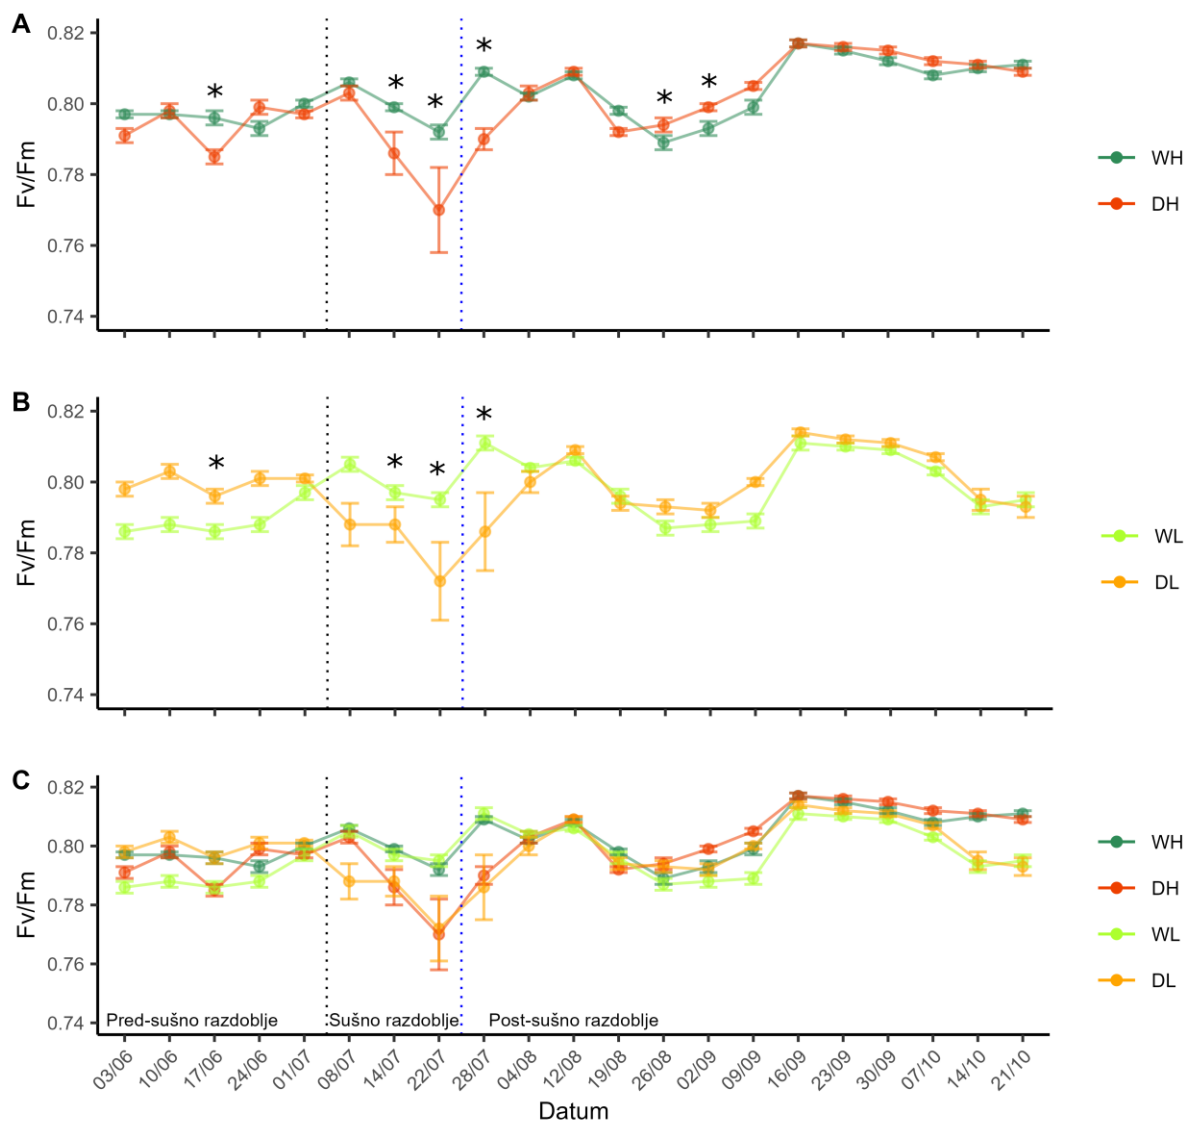 A
Fv/Fm
0.82
0.80
0.78
0.76
0.74
* * * * * *
WH
DH
B
Fv/Fm
0.82
0.80
0.78
0.76
0.74
* * * *
WL
DL
C
Fv/Fm
0.82
0.80
0.78
0.76
0.74
WH
DH
WL
DL
Pred-sušno razdoblje Sušno razdoblje Post-sušno razdoblje
03/06 10/06 17/06 24/06 01/07 08/07 14/07 22/07 28/07 04/08 12/08 19/08 26/08 02/09 09/09 16/09 23/09 30/09 07/10 14/10 21/10
Datum